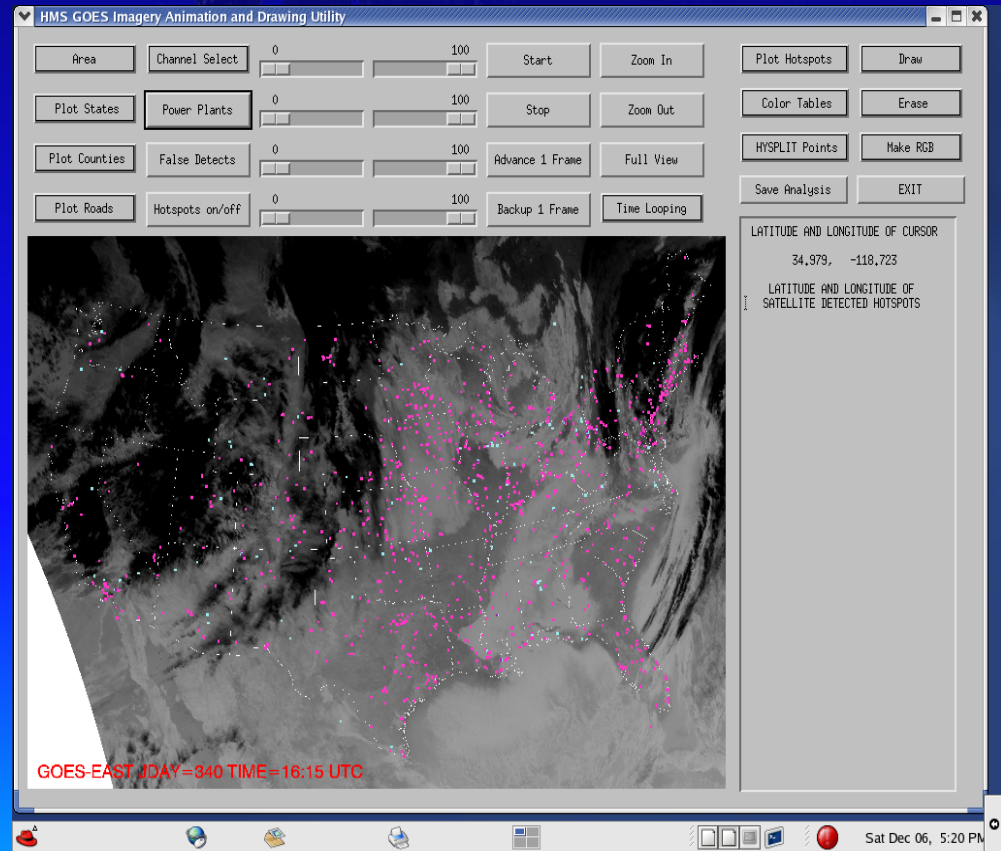 HMS GOES Imagery Animation and Drawing Utility
Area
Channel Select
0
100
Start
Zoom In
Plot Hotspots
Draw
Plot States
Power Plants
0
100
Stop
Zoom Out
Color Tables
Erase
Plot Counties
False Detects
0
100
Advance 1 Frame
Full View
HYSPLIT Points
Make RGB
Plot Roads
Hotspots on/off
0
100
Backup 1 Frame
Time Looping
Save Analysis
EXIT
LATITUDE AND LONGITUDE OF CURSOR
34.979, -118.723
LATITUDE AND LONGITUDE OF
SATELLITE DETECTED HOTSPOTS
GOES-EAST JDAY=340 TIME=16:15 UTC
Sat Dec 06, 5:20 PM